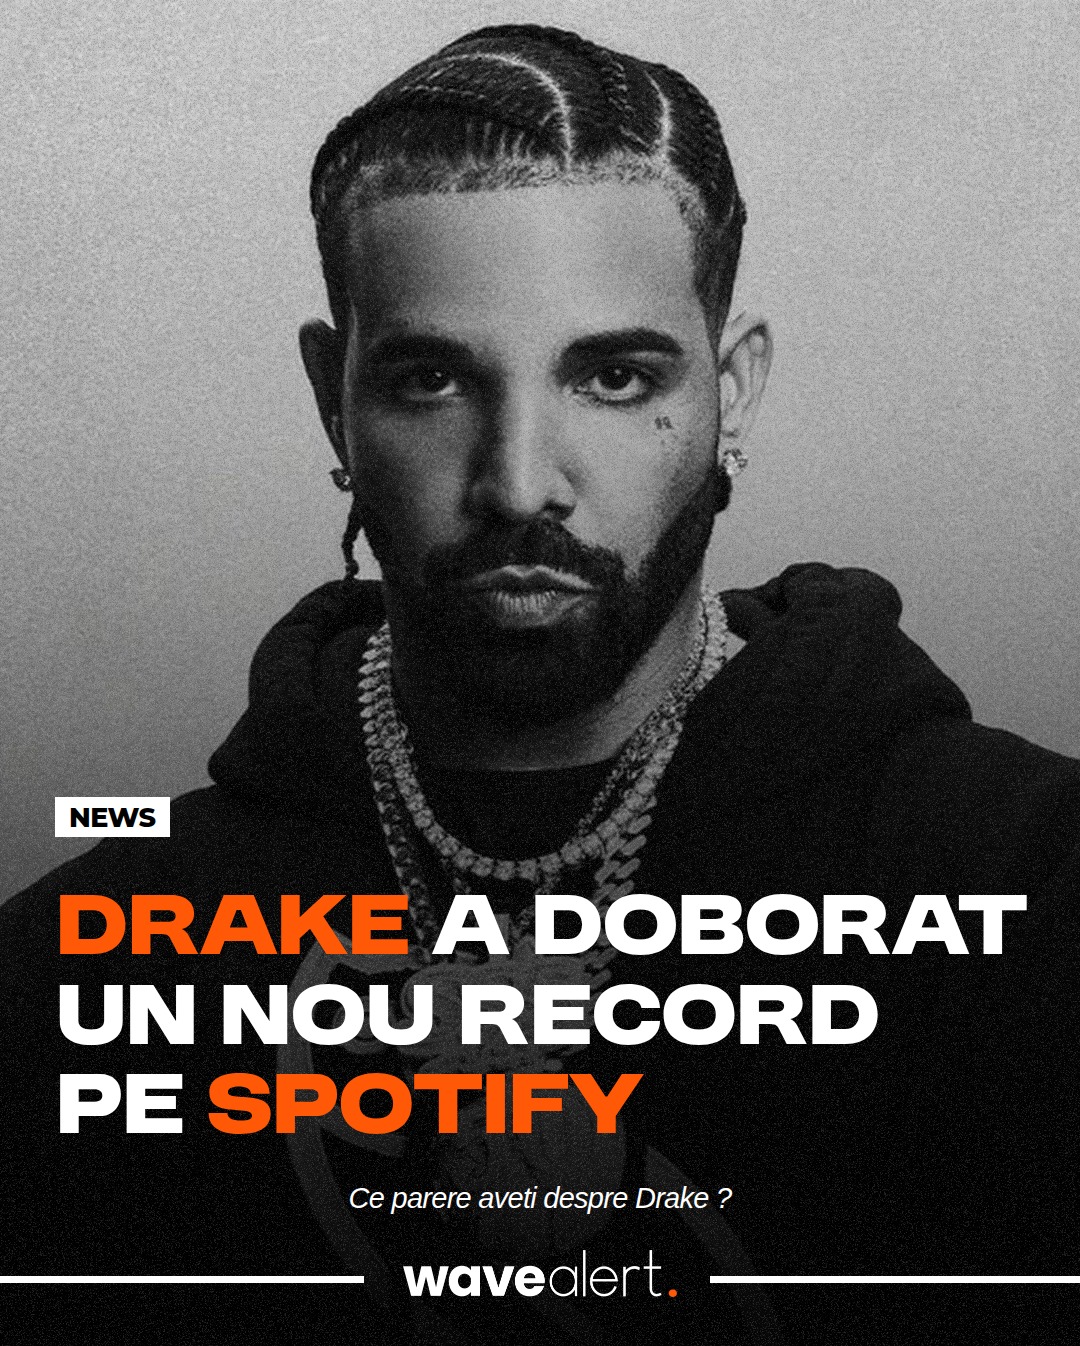 NEWS
DRAKE A DOBORAT
UN NOU RECORD
PE SPOTIFY
Ce parere aveti despre Drake ?
wavealert.